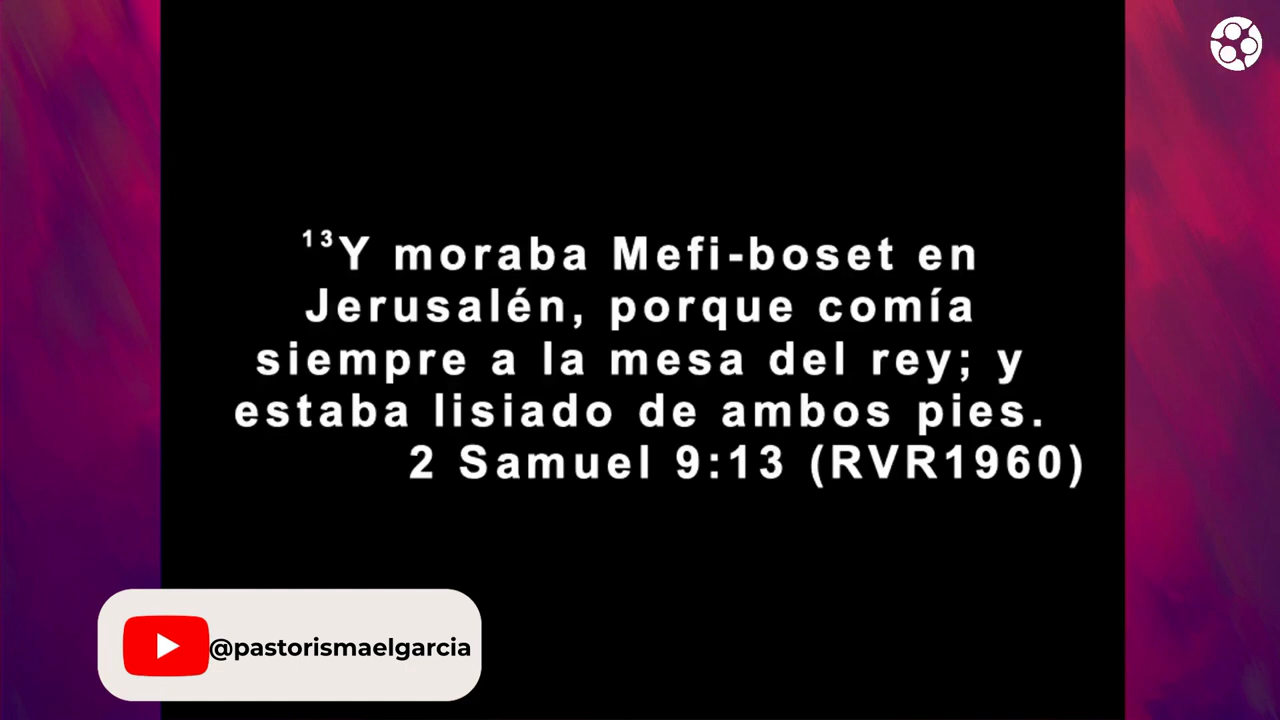 ¹³Y moraba Mefi-boset en
Jerusalén, porque comía
siempre a la mesa del rey; y
estaba lisiado de ambos pies.
2 Samuel 9:13 (RVR1960)
@pastorismaelgarcia